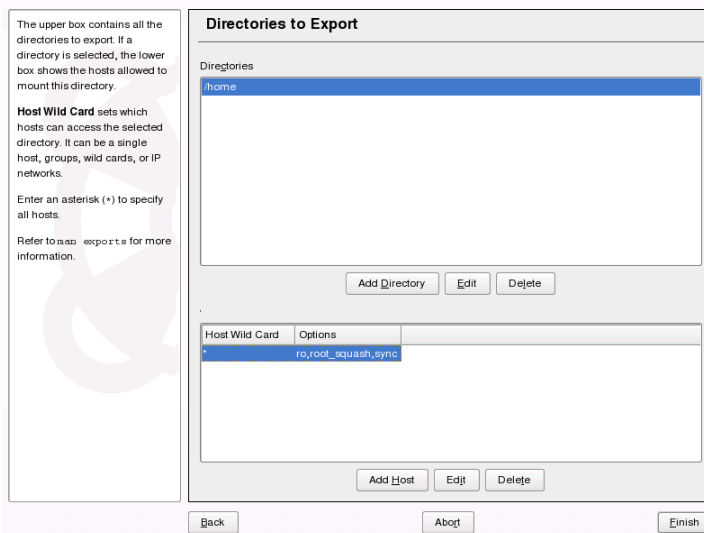 The upper box contains all the
directories to export. If a
directory is selected, the lower
box shows the hosts allowed to
mount this directory.
Host Wild Card sets which
hosts can access the selected
directory. It can be a single
host, groups, wild cards, or IP
networks.
Enter an asterisk (*) to specify
all hosts.
Refer to man exports for more
information.
Directories to Export
Directories
/home
Add Directory Edit Delete
Host Wild Card Options
* ro,root_squash,sync
Add Host Edit Delete
Back Abort Finish